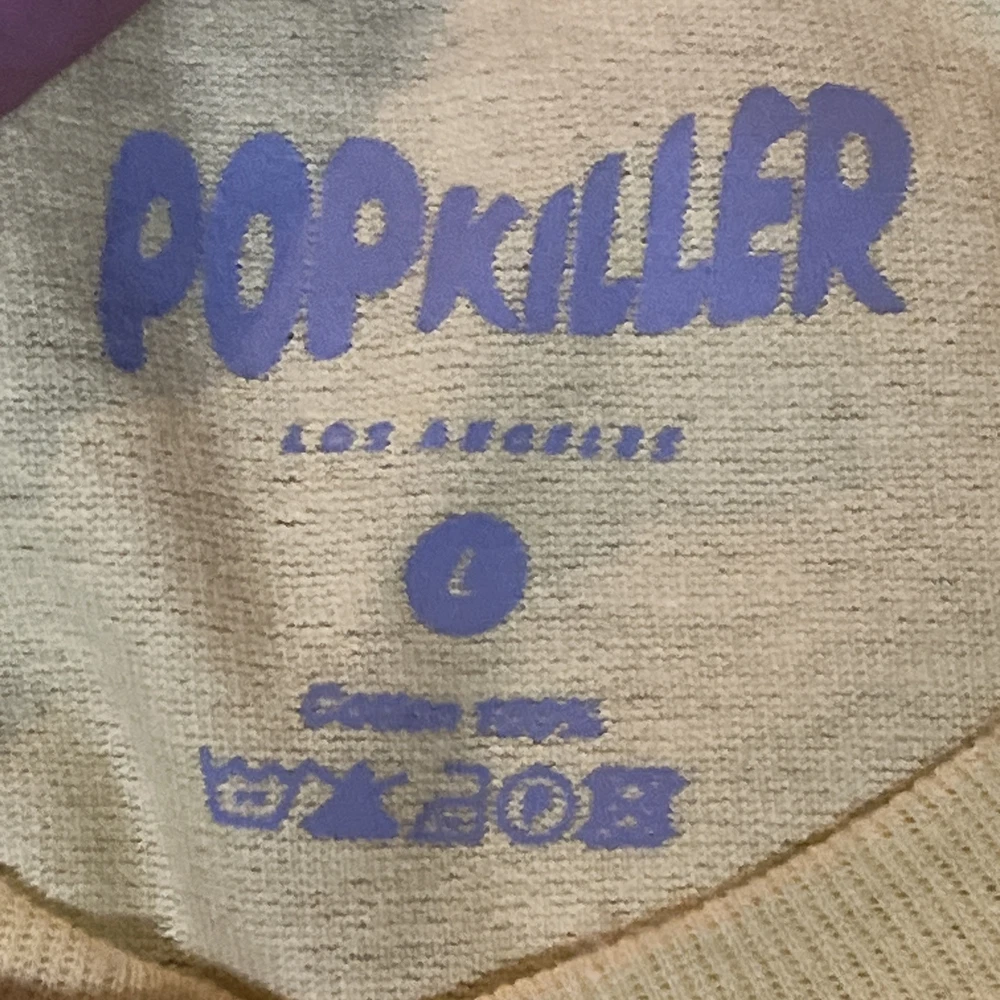 POPKILLER
LOS ANGELES
L
Cotton 100%
P